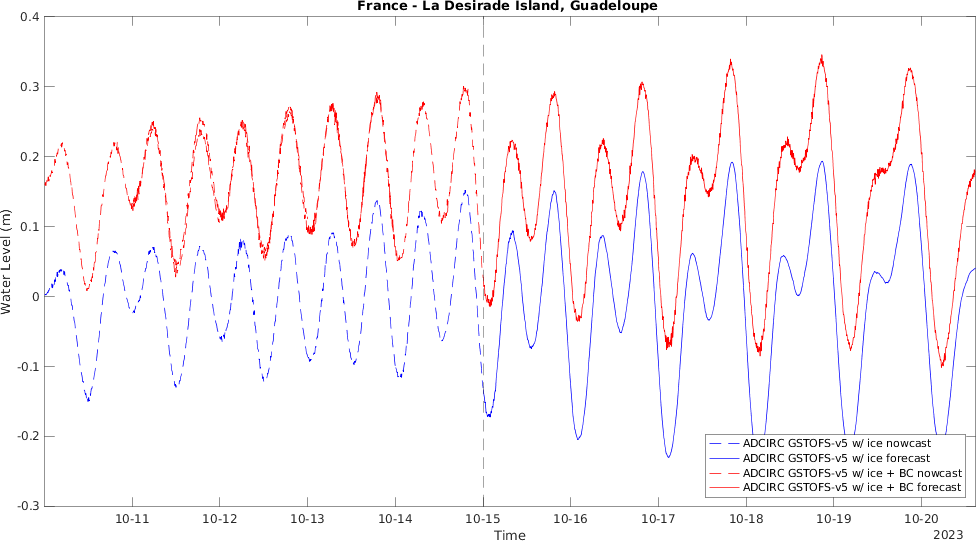 France - La Desirade Island, Guadeloupe
0.4
0.3
0.2
0.1
0
-0.1
-0.2
-0.3
Water Level (m)
ADCIRC GSTOFS-v5 w/ ice nowcast
ADCIRC GSTOFS-v5 w/ ice forecast
ADCIRC GSTOFS-v5 w/ ice + BC nowcast
ADCIRC GSTOFS-v5 w/ ice + BC forecast
10-11 10-12 10-13 10-14 10-15 10-16 10-17 10-18 10-19 10-20
Time
2023